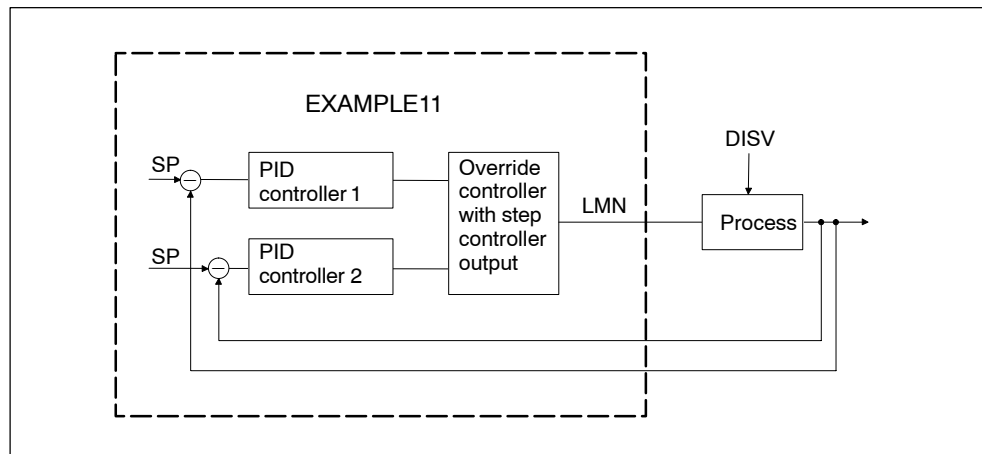 EXAMPLE11
DISV
SP
PID
controller 1
Override
controller
with step
controller
output
LMN
Process
SP
PID
controller 2